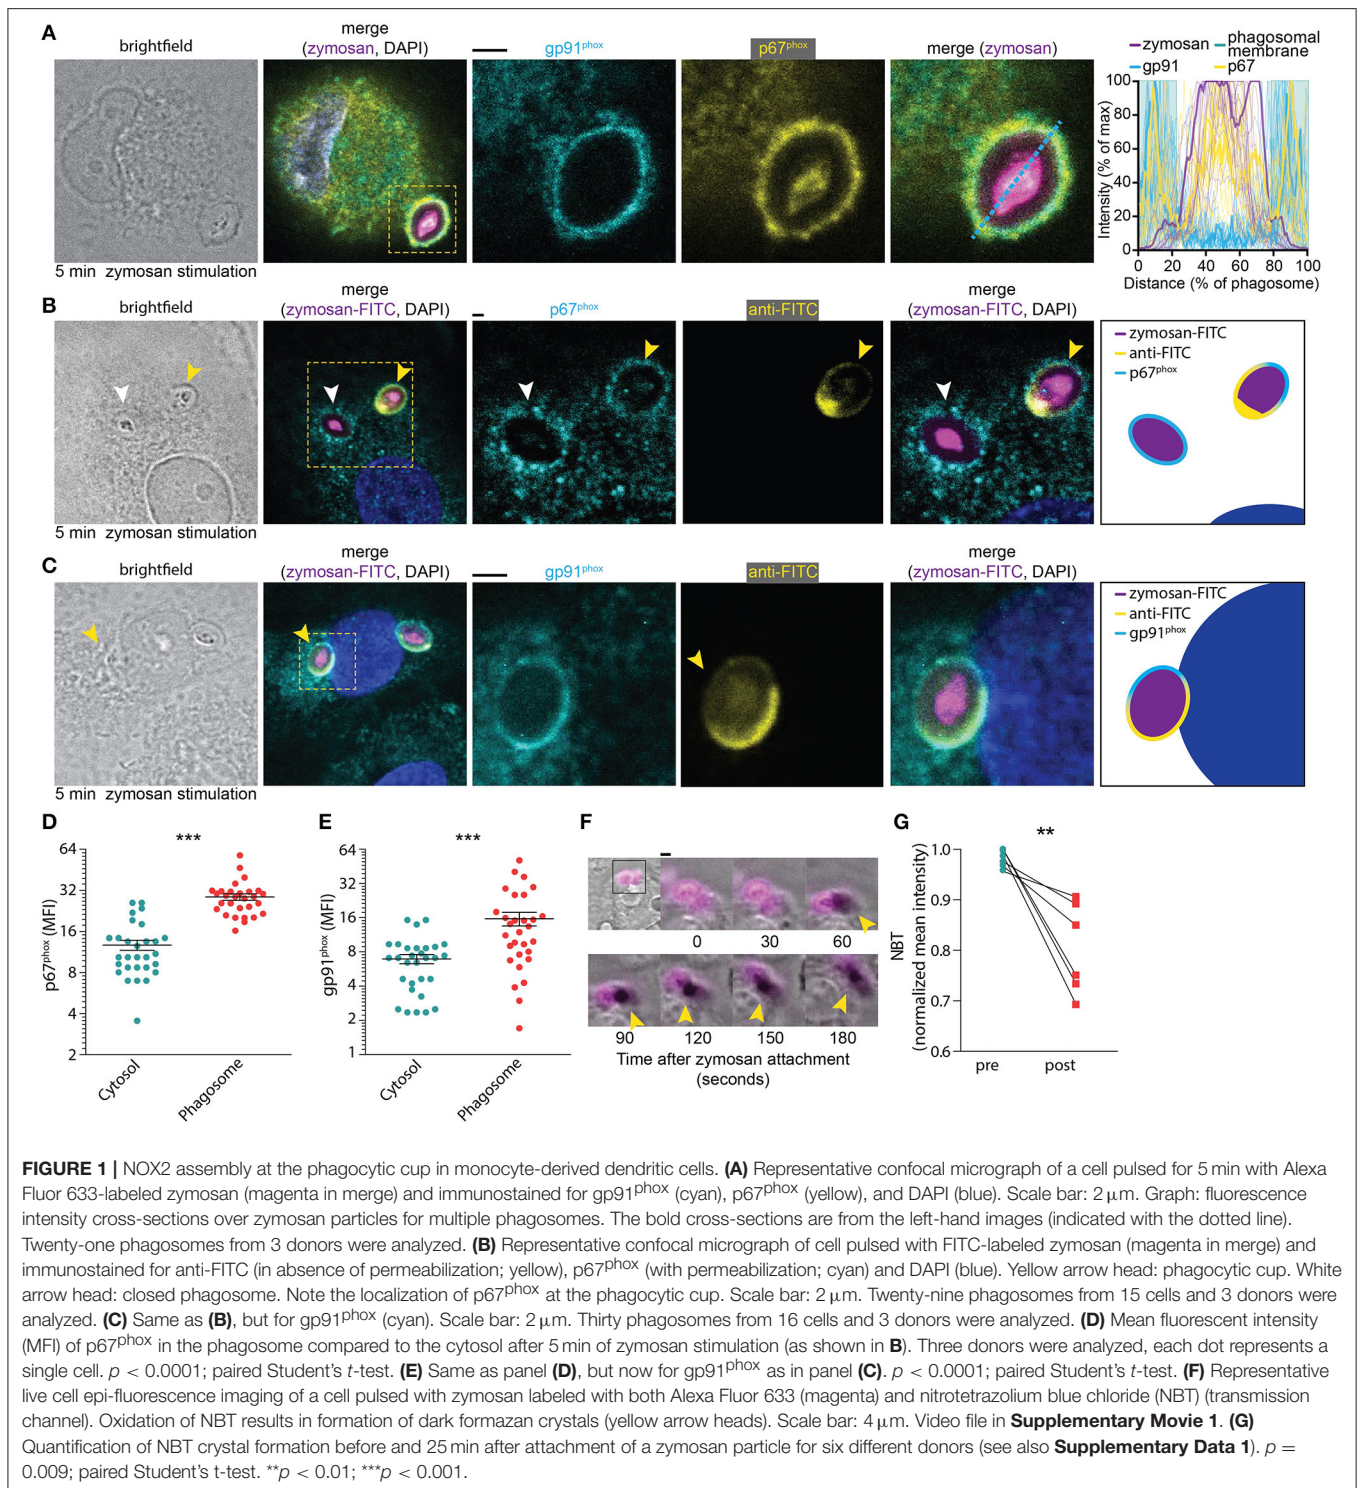 A
brightfield
merge
(zymosan, DAPI)
gp91phox
p67phox
merge (zymosan)
zymosan
phagosomal
membrane
gp91
p67
Intensity (% of max)
100
80
60
40
20
0
0 20 40 60 80 100
Distance (% of phagosome)
5 min zymosan stimulation
B
brightfield
merge
(zymosan-FITC, DAPI)
p67phox
anti-FITC
merge
(zymosan-FITC, DAPI)
zymosan-FITC
anti-FITC
p67phox
5 min zymosan stimulation
C
brightfield
merge
(zymosan-FITC, DAPI)
gp91phox
anti-FITC
merge
(zymosan-FITC, DAPI)
zymosan-FITC
anti-FITC
gp91phox
5 min zymosan stimulation
D
***
p67phox (MFI)
64
32
16
8
4
2
Cytosol
Phagosome
E
***
gp91phox (MFI)
64
32
16
8
4
2
1
Cytosol
Phagosome
F
0 30 60
90 120 150 180
Time after zymosan attachment
(seconds)
G
**
NBT
(normalized mean intensity)
1.0
0.9
0.8
0.7
0.6
pre post
FIGURE 1 | NOX2 assembly at the phagocytic cup in monocyte-derived dendritic cells. (A) Representative confocal micrograph of a cell pulsed for 5 min with Alexa
Fluor 633-labeled zymosan (magenta in merge) and immunostained for gp91phox (cyan), p67phox (yellow), and DAPI (blue). Scale bar: 2 μm. Graph: fluorescence
intensity cross-sections over zymosan particles for multiple phagosomes. The bold cross-sections are from the left-hand images (indicated with the dotted line).
Twenty-one phagosomes from 3 donors were analyzed. (B) Representative confocal micrograph of cell pulsed with FITC-labeled zymosan (magenta in merge) and
immunostained for anti-FITC (in absence of permeabilization; yellow), p67phox (with permeabilization; cyan) and DAPI (blue). Yellow arrow head: phagocytic cup. White
arrow head: closed phagosome. Note the localization of p67phox at the phagocytic cup. Scale bar: 2 μm. Twenty-nine phagosomes from 15 cells and 3 donors were
analyzed. (C) Same as (B), but for gp91phox (cyan). Scale bar: 2 μm. Thirty phagosomes from 16 cells and 3 donors were analyzed. (D) Mean fluorescent intensity
(MFI) of p67phox in the phagosome compared to the cytosol after 5 min of zymosan stimulation (as shown in B). Three donors were analyzed, each dot represents a
single cell. p < 0.0001; paired Student's t-test. (E) Same as panel (D), but now for gp91phox as in panel (C). p < 0.0001; paired Student's t-test. (F) Representative
live cell epi-fluorescence imaging of a cell pulsed with zymosan labeled with both Alexa Fluor 633 (magenta) and nitrotetrazolium blue chloride (NBT) (transmission
channel). Oxidation of NBT results in formation of dark formazan crystals (yellow arrow heads). Scale bar: 4 μm. Video file in Supplementary Movie 1. (G)
Quantification of NBT crystal formation before and 25 min after attachment of a zymosan particle for six different donors (see also Supplementary Data 1). p =
0.009; paired Student's t-test. **p < 0.01; ***p < 0.001.